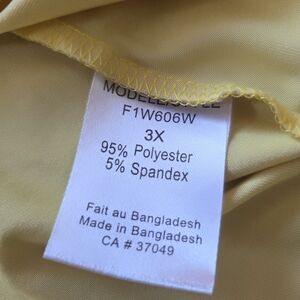 F1W606W
3X
95% Polyester
5% Spandex
Fait au Bangladesh
Made in Bangladesh
CA # 37049